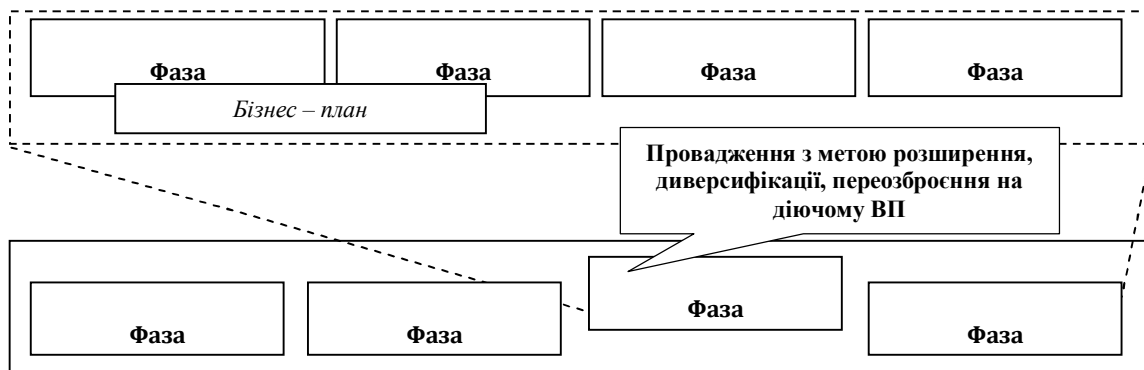 Фаза Фаза Фаза Фаза
Бізнес – план
Провадження з метою розширення,
диверсифікації, переозброєння на
діючому ВП
Фаза Фаза Фаза Фаза